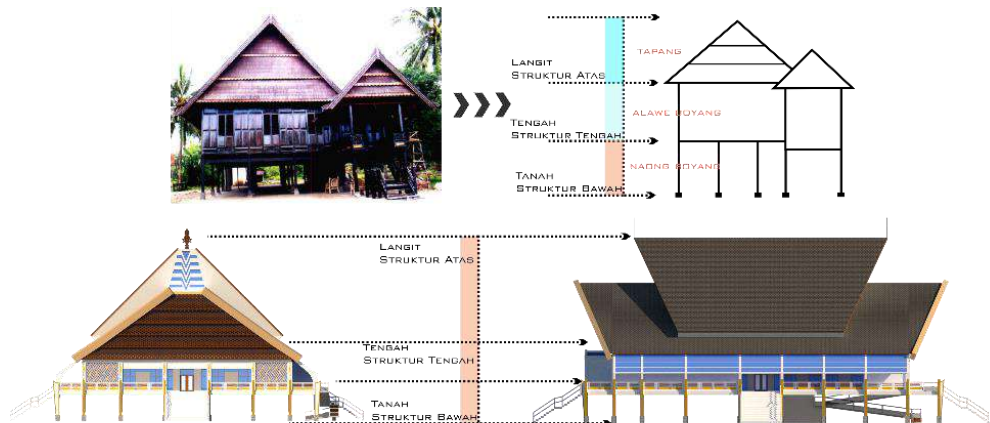 TAPANG
LANGIT
STRUKTUR ATAS
ALAWE BOYANG
TENGAH
STRUKTUR TENGAH
NAONG BOYANG
TANAH
STRUKTUR BAWAH
LANGIT
STRUKTUR ATAS
TENGAH
STRUKTUR TENGAH
TANAH
STRUKTUR BAWAH